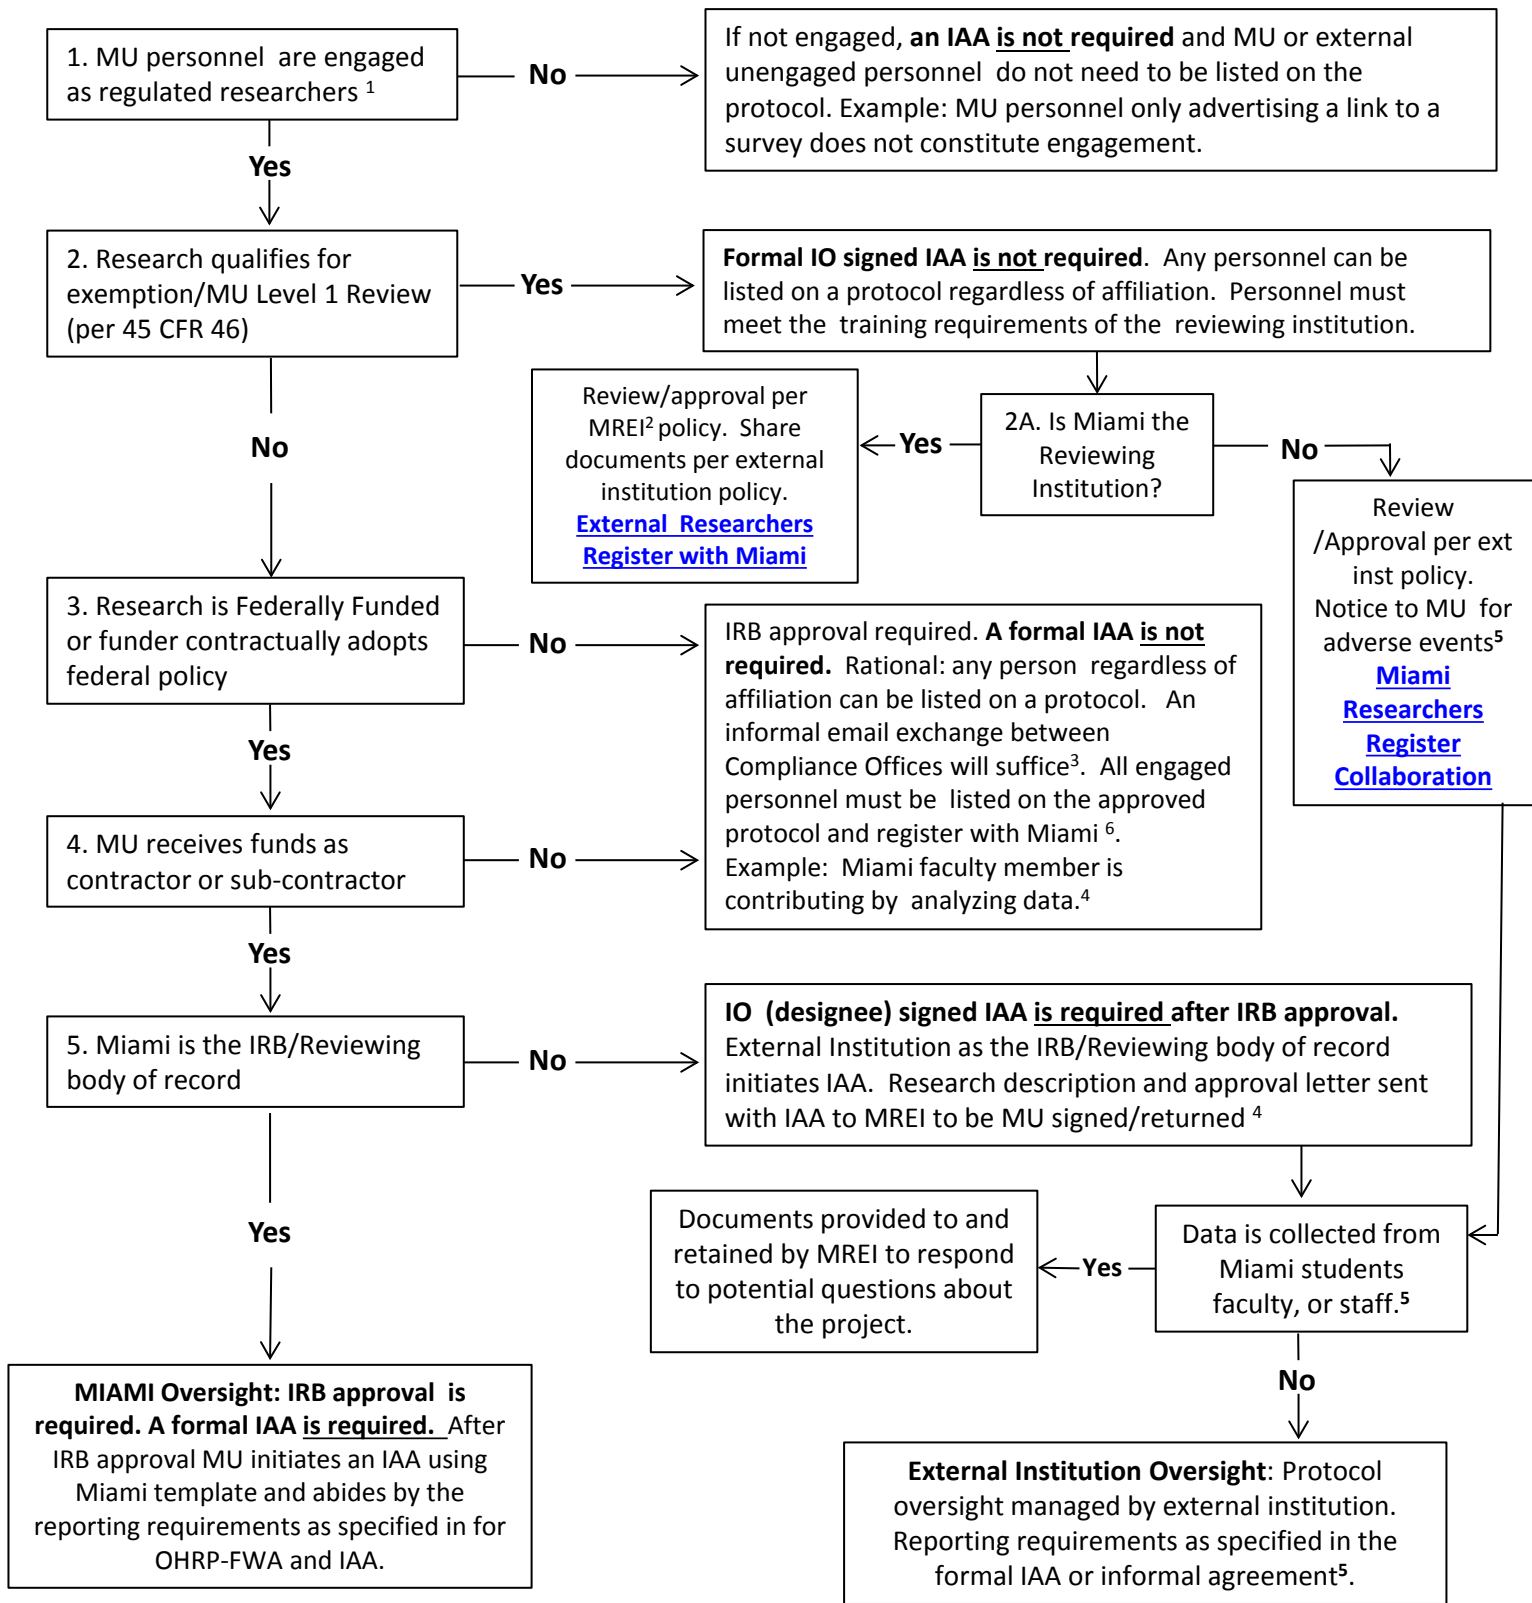 1. MU personnel are engaged
as regulated researchers 1
No
If not engaged, an IAA is not required and MU or external
unengaged personnel do not need to be listed on the
protocol. Example: MU personnel only advertising a link to a
survey does not constitute engagement.
Yes
2. Research qualifies for
exemption/MU Level 1 Review
(per 45 CFR 46)
Yes
Formal IO signed IAA is not required. Any personnel can be
listed on a protocol regardless of affiliation. Personnel must
meet the training requirements of the reviewing institution.
2A. Is Miami the
Reviewing
Institution?
Yes
Review/approval per
MREI2 policy. Share
documents per external
institution policy.
External Researchers
Register with Miami
No
Review
/Approval per ext
inst policy.
Notice to MU for
adverse events5
Miami
Researchers
Register
Collaboration
No
3. Research is Federally Funded
or funder contractually adopts
federal policy
No
IRB approval required. A formal IAA is not
required. Rational: any person regardless of
affiliation can be listed on a protocol. An
informal email exchange between
Compliance Offices will suffice3. All engaged
personnel must be listed on the approved
protocol and register with Miami 6.
Example: Miami faculty member is
contributing by analyzing data.4
Yes
4. MU receives funds as
contractor or sub-contractor
No
Yes
5. Miami is the IRB/Reviewing
body of record
No
IO (designee) signed IAA is required after IRB approval.
External Institution as the IRB/Reviewing body of record
initiates IAA. Research description and approval letter sent
with IAA to MREI to be MU signed/returned 4
Data is collected from
Miami students
faculty, or staff.5
Yes
Documents provided to and
retained by MREI to respond
to potential questions about
the project.
No
External Institution Oversight: Protocol
oversight managed by external institution.
Reporting requirements as specified in the
formal IAA or informal agreement5.
Yes
MIAMI Oversight: IRB approval is
required. A formal IAA is required. After
IRB approval MU initiates an IAA using
Miami template and abides by the
reporting requirements as specified in for
OHRP-FWA and IAA.